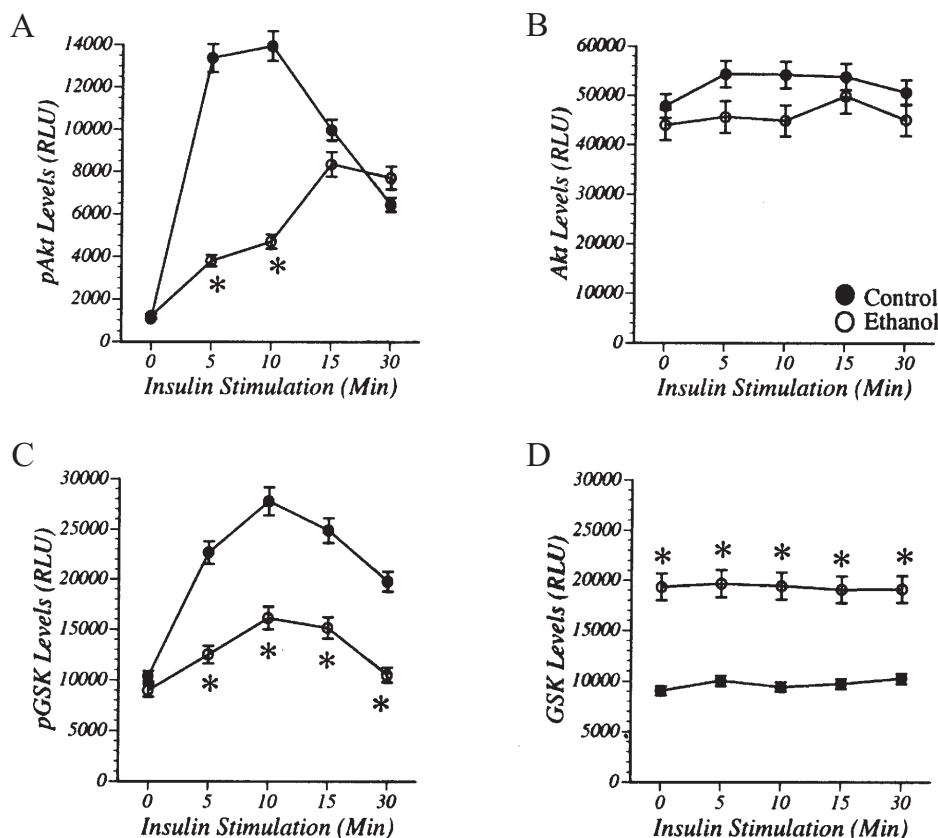 A
pAkt Levels (RLU)
14000
12000
10000
8000
6000
4000
2000
0
*
*
0 5 10 15 30
Insulin Stimulation (Min)
B
Akt Levels (RLU)
60000
50000
40000
30000
20000
10000
0
Control
Ethanol
0 5 10 15 30
Insulin Stimulation (Min)
C
pGSK Levels (RLU)
30000
25000
20000
15000
10000
5000
0
* * * *
0 5 10 15 30
Insulin Stimulation (Min)
D
GSK Levels (RLU)
30000
25000
20000
15000
10000
5000
0
* * * * *
0 5 10 15 30
Insulin Stimulation (Min)